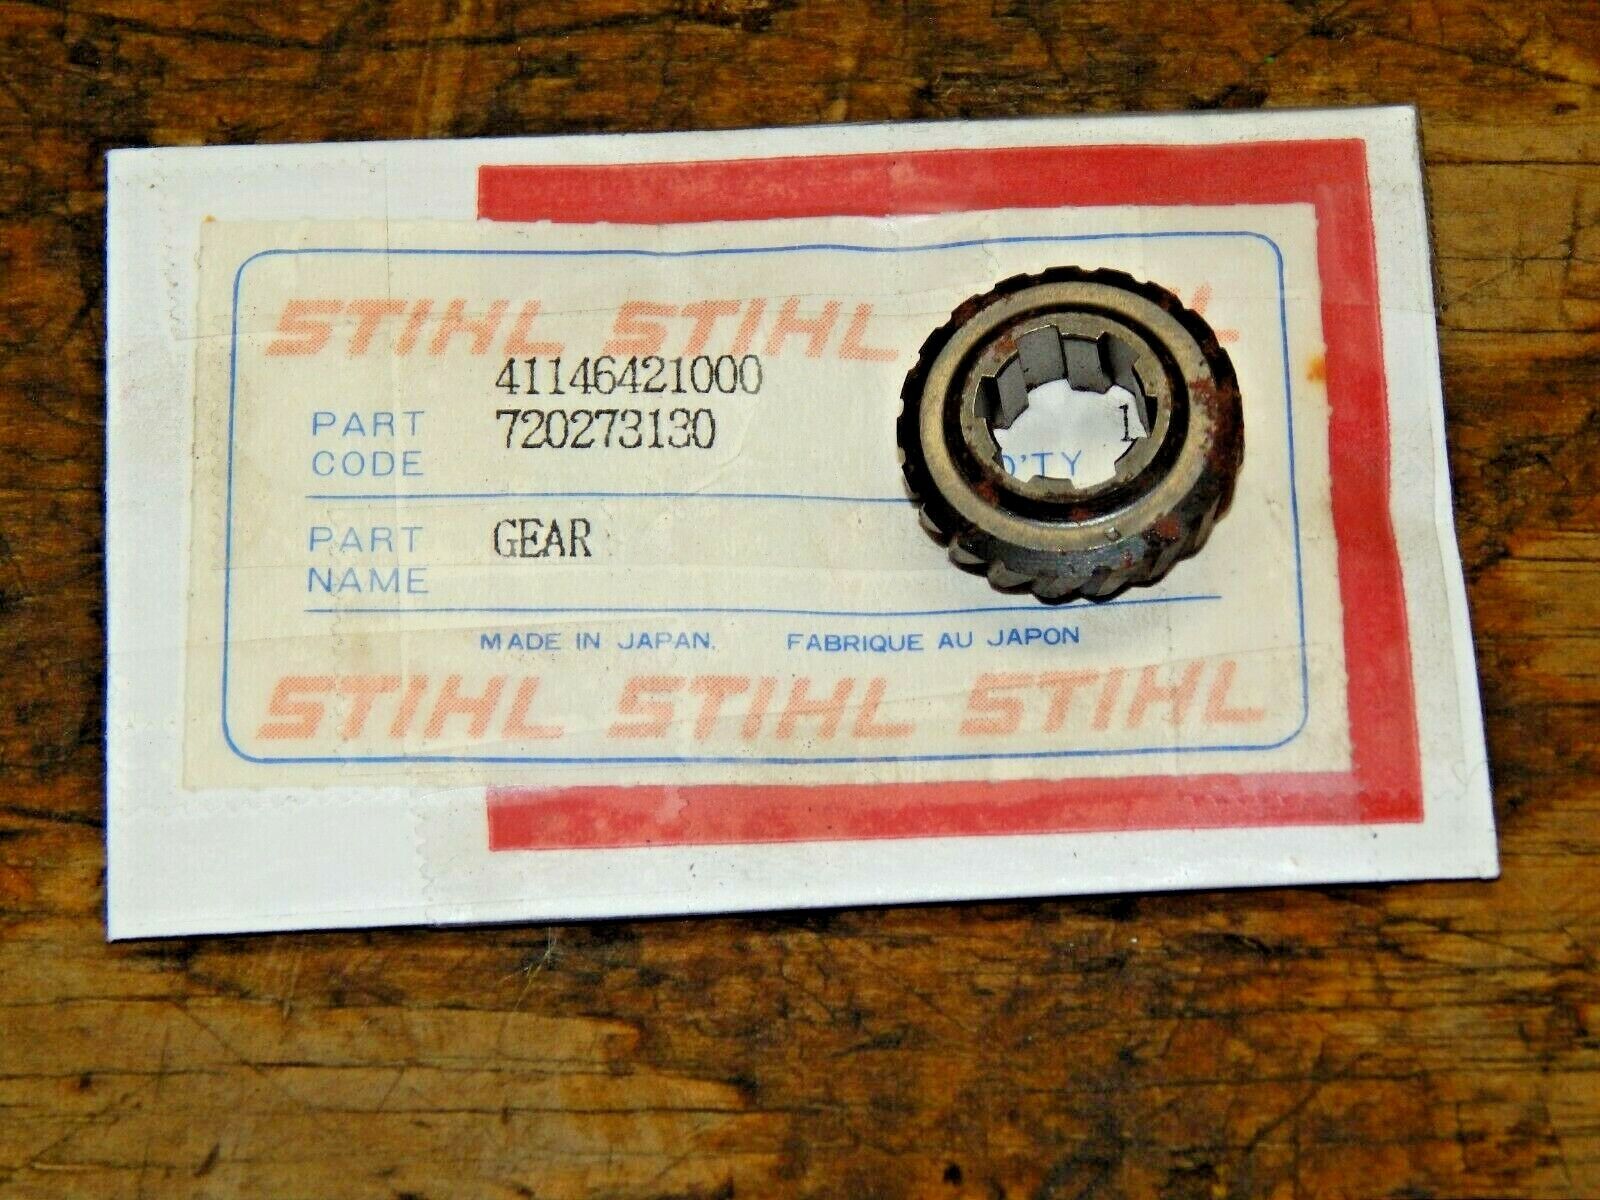 STIHL STIHL
41146421000
PART CODE 720273130 1
Q'TY
PART NAME GEAR
MADE IN JAPAN. FABRIQUE AU JAPON
STIHL STIHL STIHL